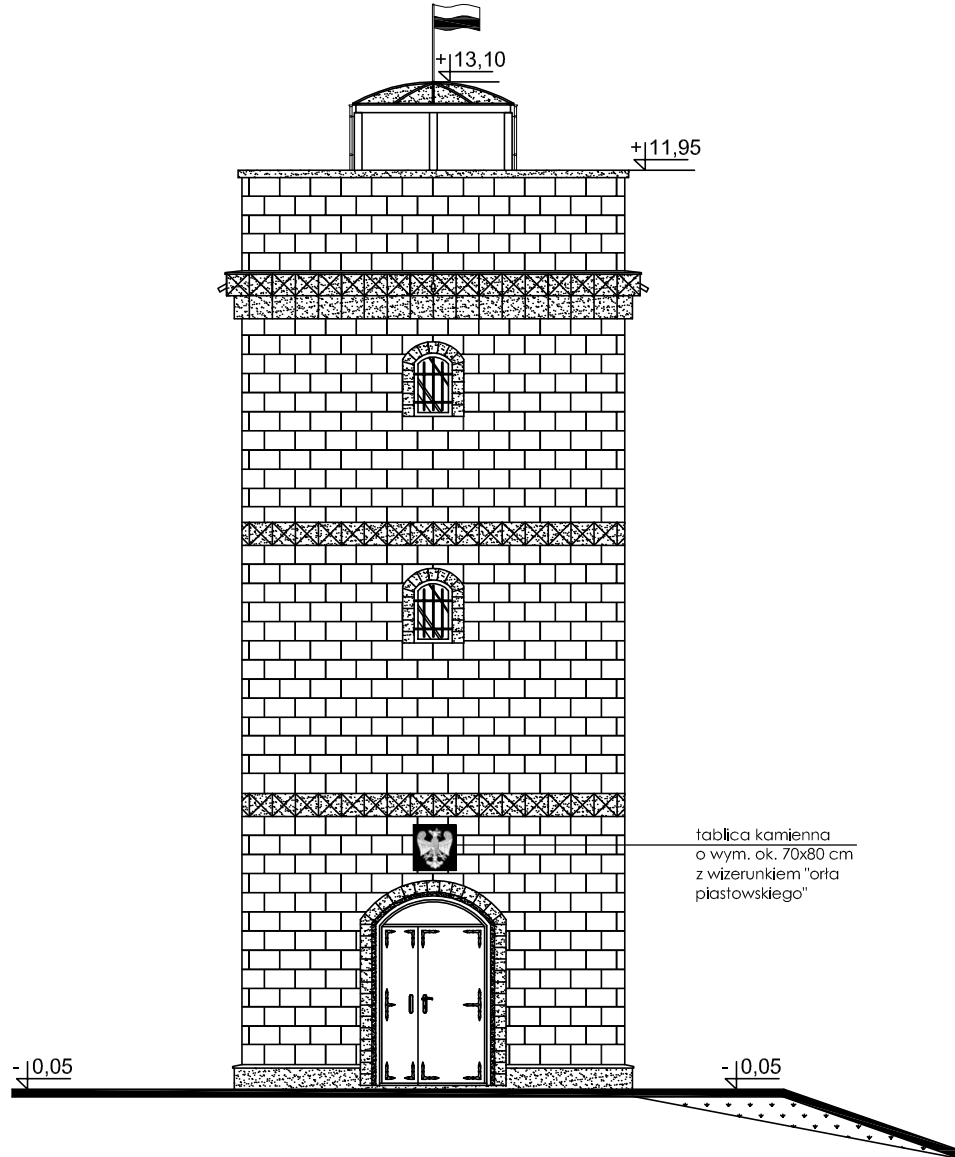 +13,10
+11,95
tablica kamienna
o wym. ok. 70x80 cm
z wizerunkiem "orła
piastowskiego"
- 0,05
- 0,05